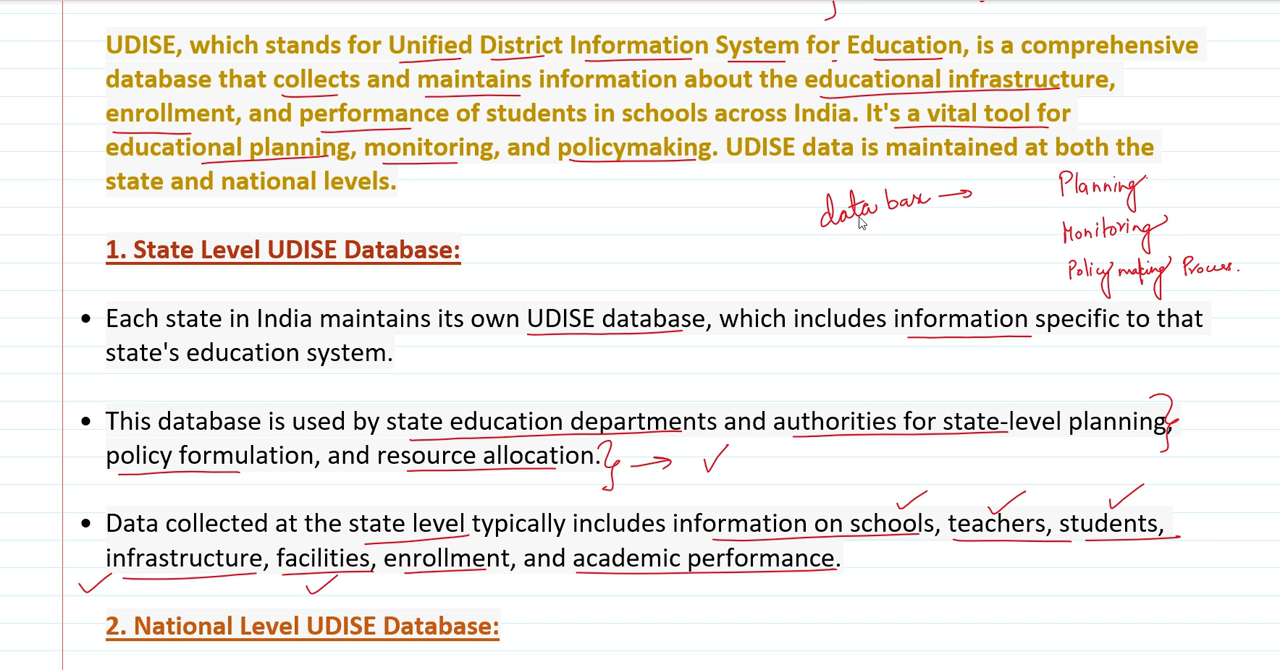 UDISE, which stands for Unified District Information System for Education, is a comprehensive
database that collects and maintains information about the educational infrastructure,
enrollment, and performance of students in schools across India. It's a vital tool for
educational planning, monitoring, and policymaking. UDISE data is maintained at both the
state and national levels.
data base → Planning
Monitoring
Policy making Process.
1. State Level UDISE Database:
• Each state in India maintains its own UDISE database, which includes information specific to that
state's education system.
• This database is used by state education departments and authorities for state-level planning,
policy formulation, and resource allocation.
• Data collected at the state level typically includes information on schools, teachers, students,
infrastructure, facilities, enrollment, and academic performance.
2. National Level UDISE Database: